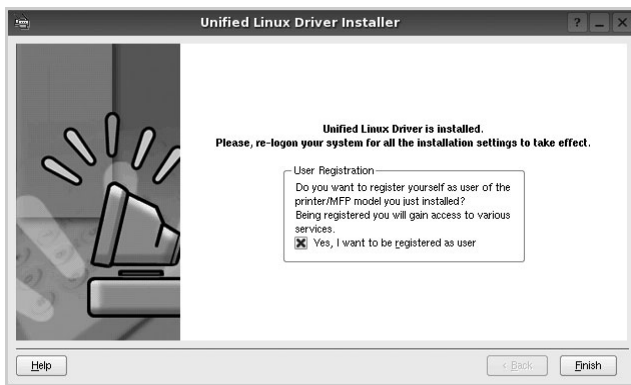 Unified Linux Driver Installer
Unified Linux Driver is installed.
Please, re-logon your system for all the installation settings to take effect.
User Registration
Do you want to register yourself as user of the
printer/MFP model you just installed?
Being registered you will gain access to various
services.
Yes, I want to be registered as user
Help
< Back
Finish